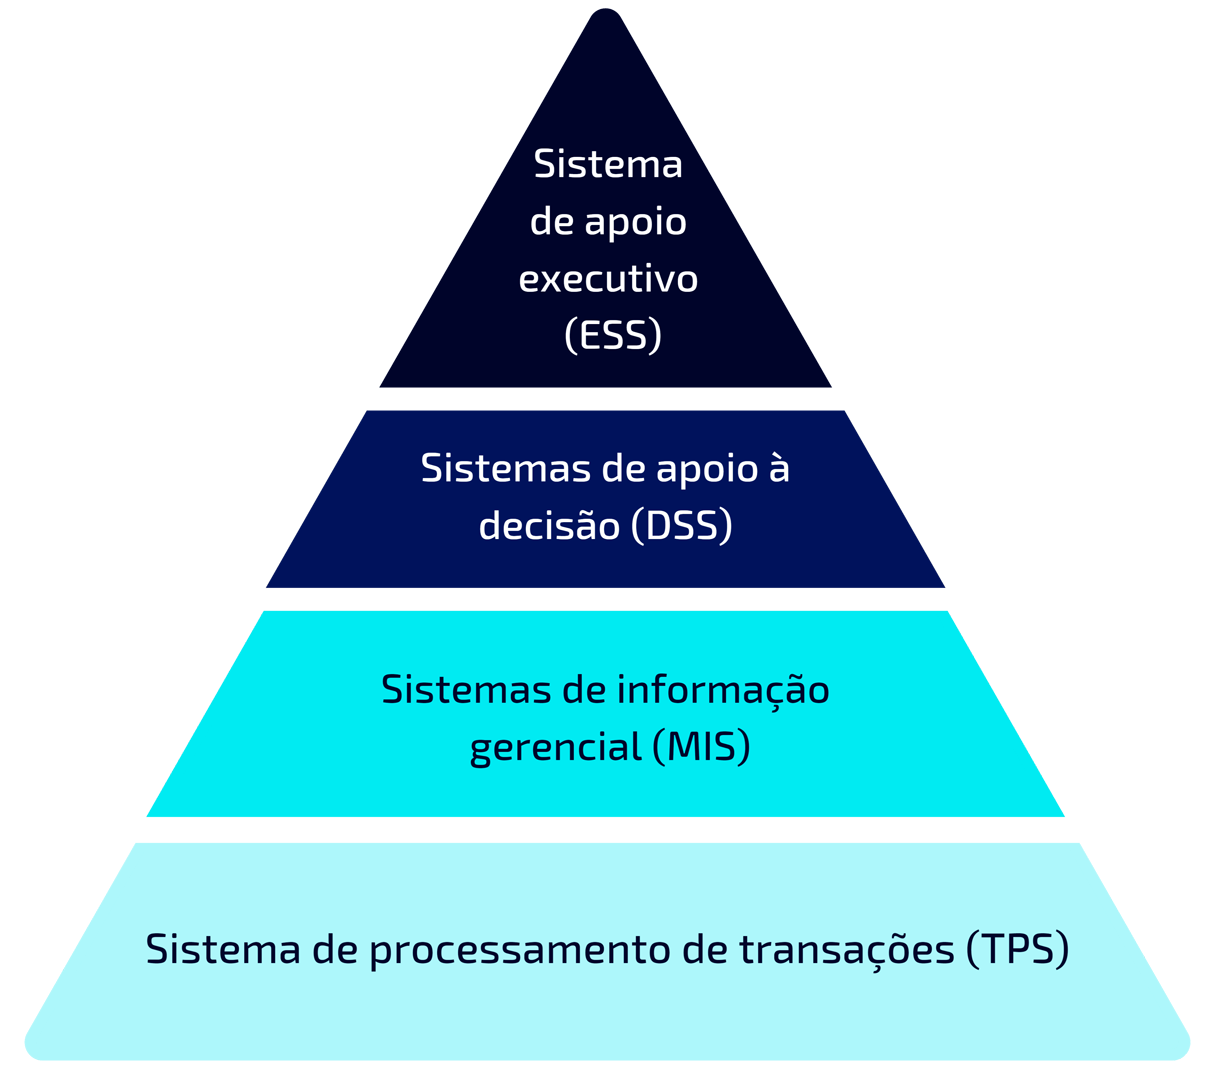 Sistema
de apoio
executivo
(ESS)
Sistemas de apoio à
decisão (DSS)
Sistemas de informação
gerencial (MIS)
Sistema de processamento de transações (TPS)